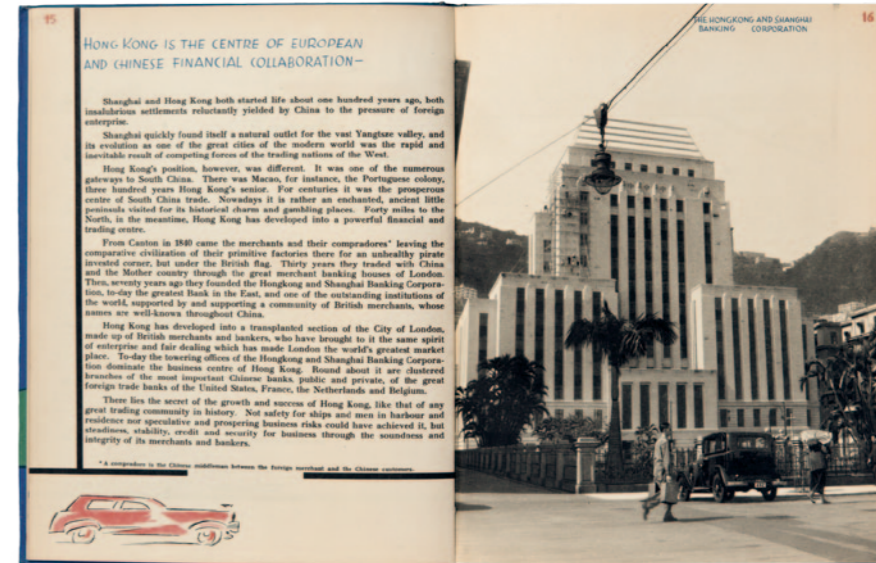 15
HONG KONG IS THE CENTRE OF EUROPEAN
AND CHINESE FINANCIAL COLLABORATION—
Shanghai and Hong Kong both started life about one hundred years ago, both
insalubrious settlements reluctantly yielded by China to the pressure of foreign
enterprise.
Shanghai quickly found itself a natural outlet for the vast Yangtsze valley, and
its evolution as one of the great cities of the modern world was the rapid and
inevitable result of competing forces of the trading nations of the West.
Hong Kong's position, however, was different. It was one of the numerous
gateways to South China. There was Macao, for instance, the Portuguese colony,
three hundred years Hong Kong's senior. For centuries it was the prosperous
centre of South China trade. Nowadays it is rather an enchanted, ancient little
peninsula visited for its historical charm and gambling places. Forty miles to the
North, in the meantime, Hong Kong has developed into a powerful financial and
trading centre.
From Canton in 1840 came the merchants and their compradores* leaving the
comparative civilization of their primitive factories there for an unhealthy pirate
invested corner, but under the British flag. Thirty years they traded with China
and the Mother country through the great merchant banking houses of London.
Then, seventy years ago they founded the Hongkong and Shanghai Banking Corpora-
tion, to-day the greatest Bank in the East, and one of the outstanding institutions of
the world, supported by and supporting a community of British merchants, whose
names are well-known throughout China.
Hong Kong has developed into a transplanted section of the City of London,
made up of British merchants and bankers, who have brought to it the same spirit
of enterprise and fair dealing which has made London the world's greatest market
place. To-day the towering offices of the Hongkong and Shanghai Banking Corpora-
tion dominate the business centre of Hong Kong. Round about it are clustered
branches of the most important Chinese banks, public and private, of the great
foreign trade banks of the United States, France, the Netherlands and Belgium.
There lies the secret of the growth and success of Hong Kong, like that of any
great trading community in history. Not safety for ships and men in harbour and
residence nor speculative and prospering business risks could have achieved it, but
steadiness, stability, credit and security for business through the soundness and
integrity of its merchants and bankers.
*A compradore is the Chinese middleman between the foreign merchant and the Chinese customers.
THE HONGKONG AND SHANGHAI
BANKING CORPORATION
16